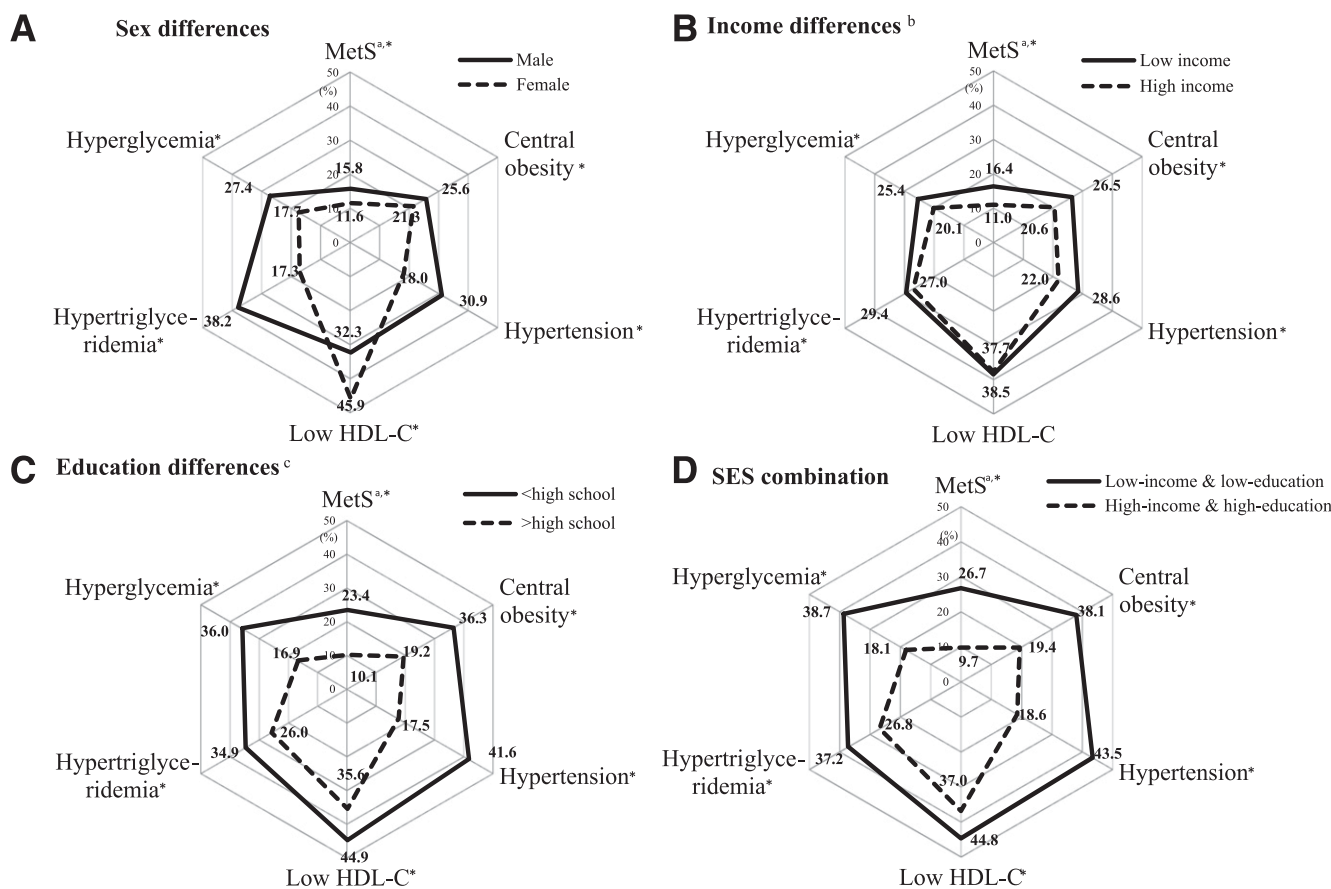 A Sex differences
MetSa,*
Male
Female
50
(%)
40
30
20
10
0
Hyperglycemia*
Central
obesity *
15.8
27.4
25.6
17.7
11.6
21.3
17.3
18.0
38.2
30.9
Hypertriglyce-
ridemia*
32.3
Hypertension*
45.9
Low HDL-C*
B Income differences b
MetSa,*
Low income
High income
50
(%)
40
30
20
10
0
Hyperglycemia*
Central
obesity*
16.4
25.4
26.5
20.1
11.0
20.6
27.0
22.0
29.4
28.6
Hypertriglyce-
ridemia*
37.7
Hypertension*
38.5
Low HDL-C
C Education differences c
MetSa,*
<high school
>high school
50
(%)
40
30
20
10
0
Hyperglycemia*
Central
obesity*
23.4
36.0
36.3
16.9
19.2
10.1
26.0
17.5
34.9
41.6
Hypertriglyce-
ridemia*
35.6
Hypertension*
44.9
Low HDL-C*
D SES combination
MetSa,*
Low-income & low-education
High-income & high-education
50
(%)
40
30
20
10
0
Hyperglycemia*
Central
obesity*
26.7
38.7
38.1
18.1
9.7
19.4
26.8
18.6
37.2
43.5
Hypertriglyce-
ridemia*
37.0
Hypertension*
44.8
Low HDL-C*